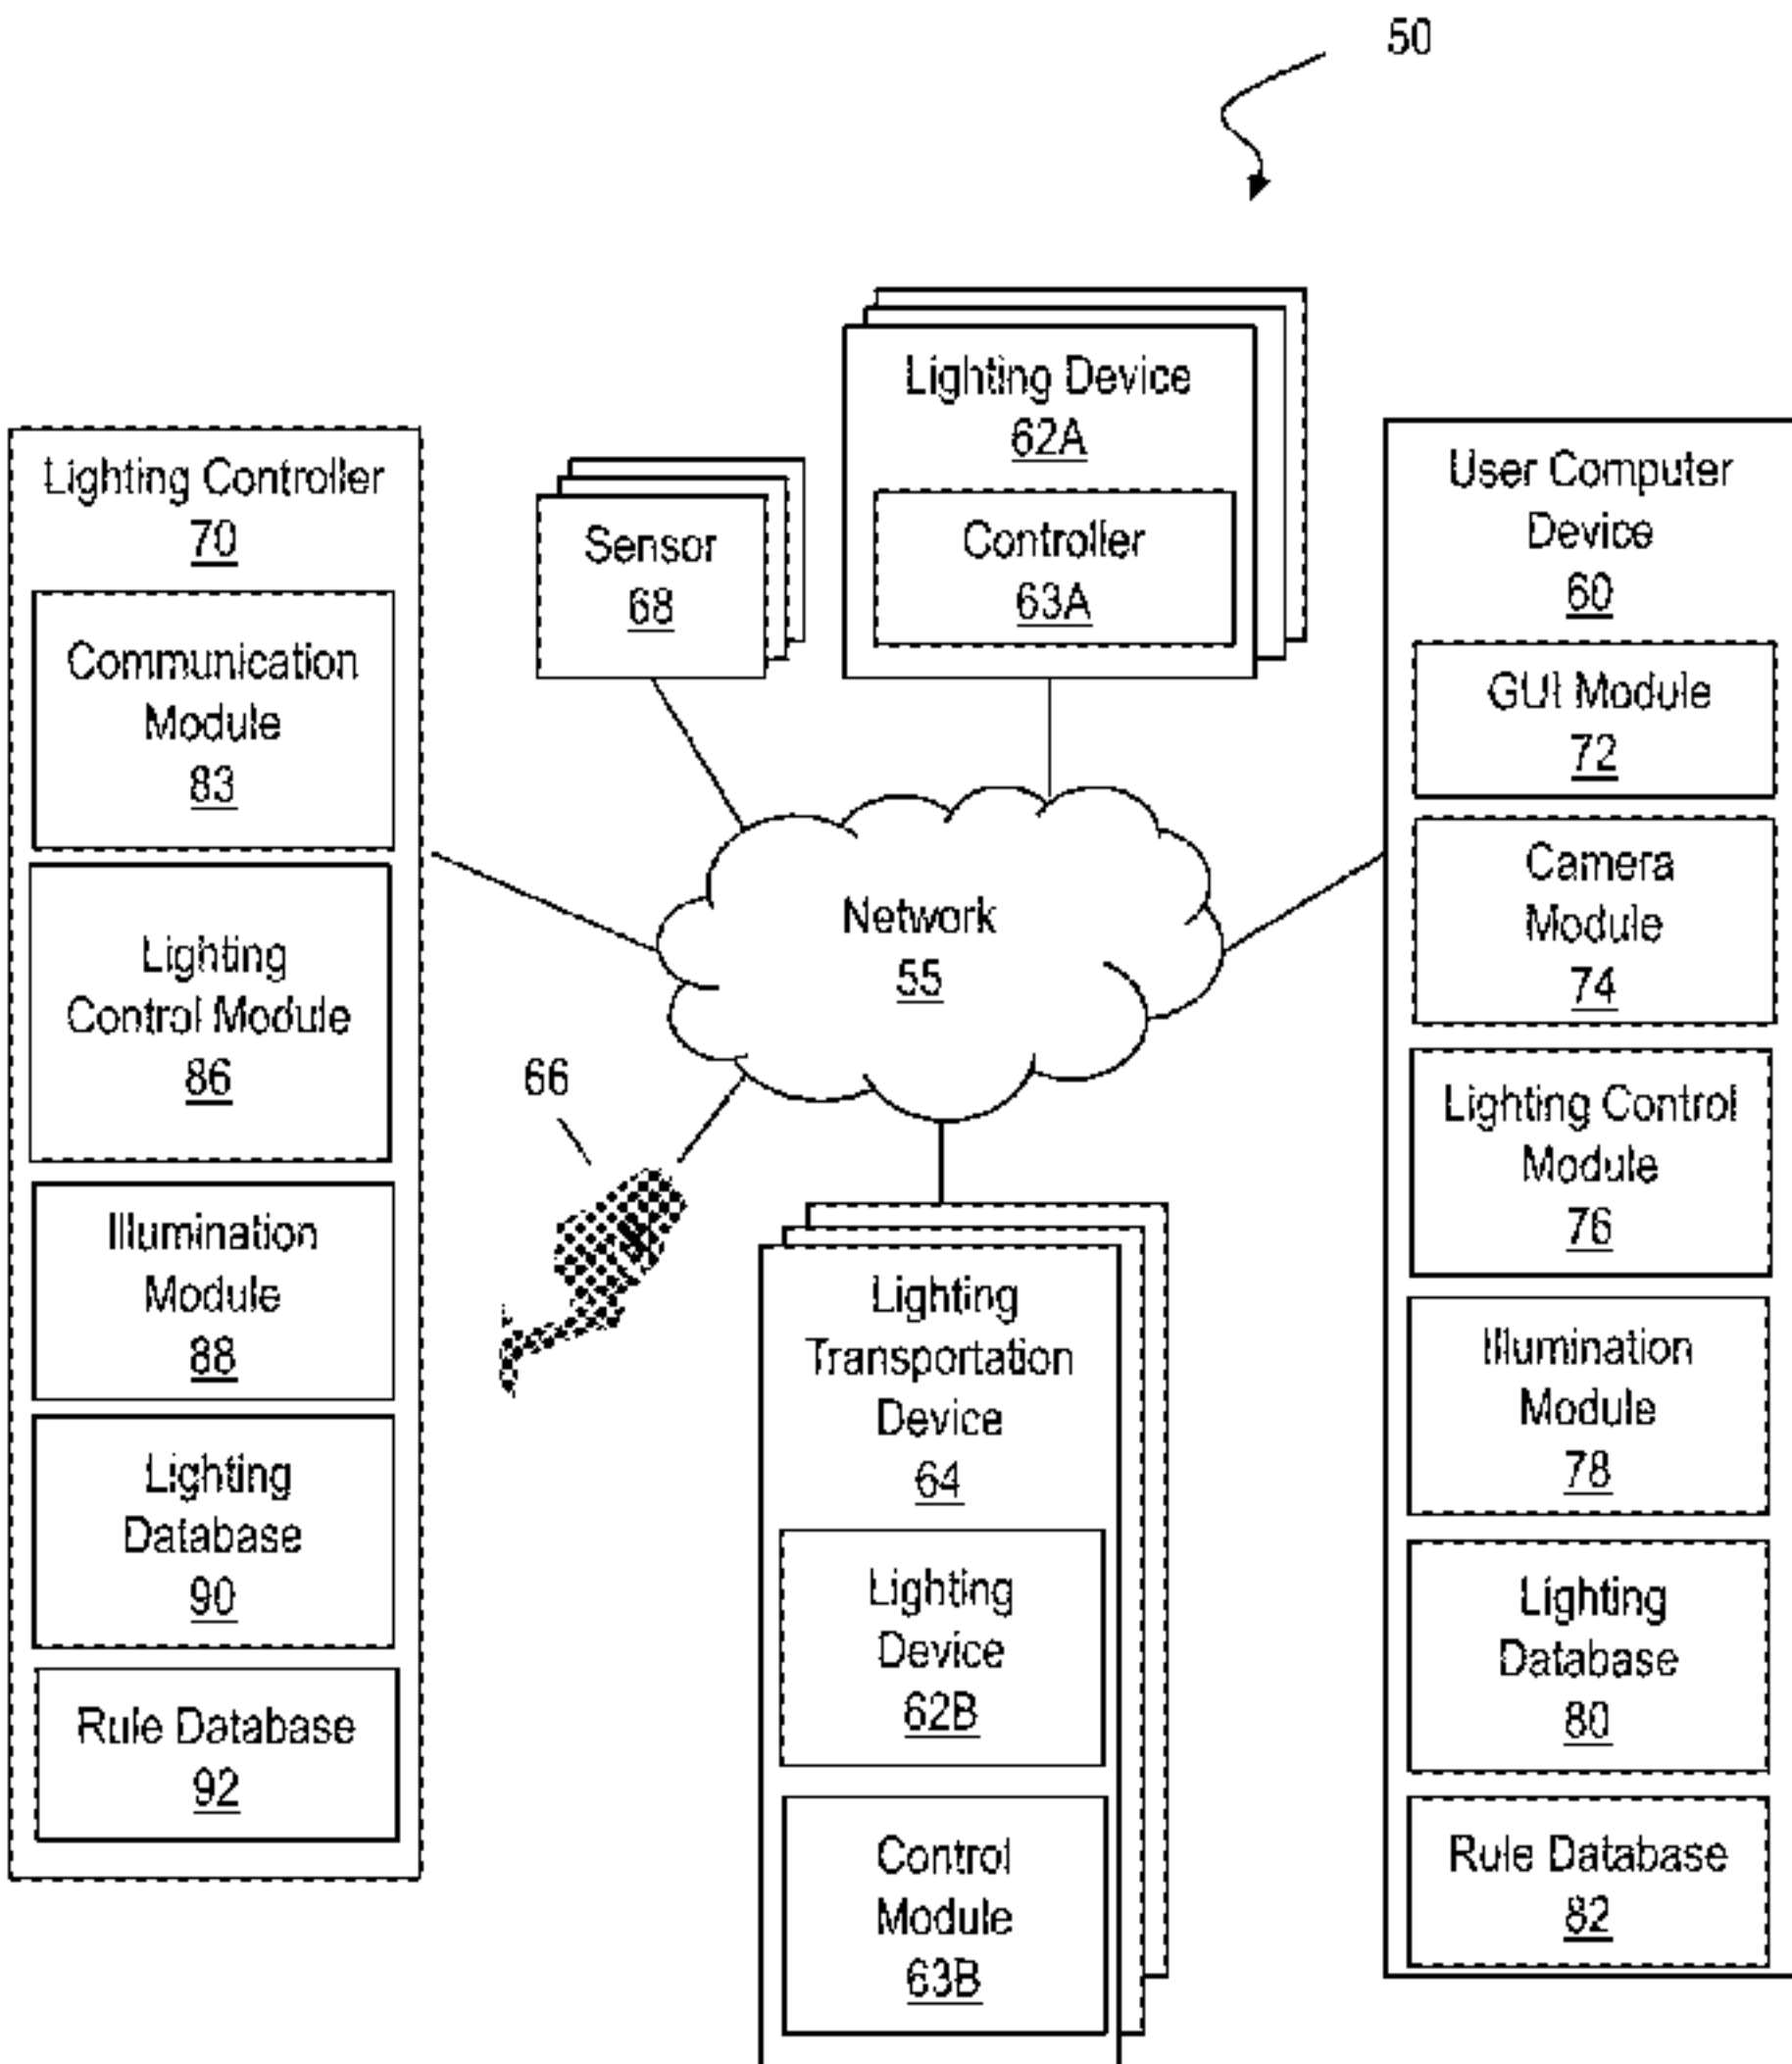 50
Lighting Device
62A
Controller
63A
Sensor
68
Lighting Controller
70
Communication
Module
83
Lighting
Control Module
86
Illumination
Module
88
Lighting
Database
90
Rule Database
92
Network
55
66
Lighting
Transportation
Device
64
Lighting
Device
62B
Control
Module
63B
User Computer
Device
60
GUI Module
72
Camera
Module
74
Lighting Control
Module
76
Illumination
Module
78
Lighting
Database
80
Rule Database
82